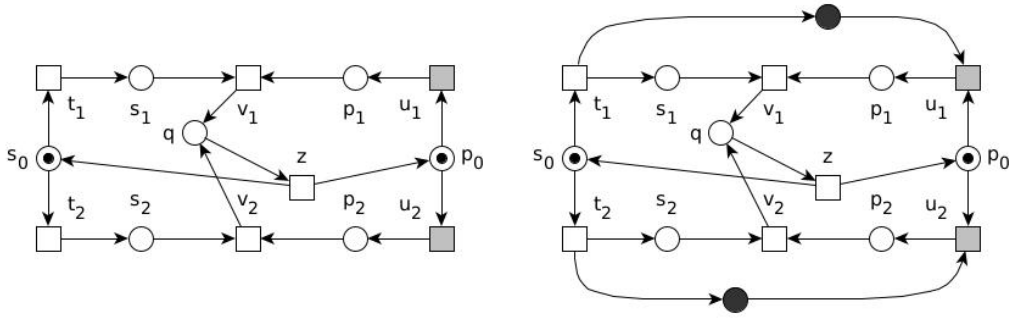 t₁ s₁ v₁ p₁ u₁
q
s₀ z p₀
t₂ s₂ v₂ p₂ u₂
t₁ s₁ v₁ p₁ u₁
q
s₀ z p₀
t₂ s₂ v₂ p₂ u₂